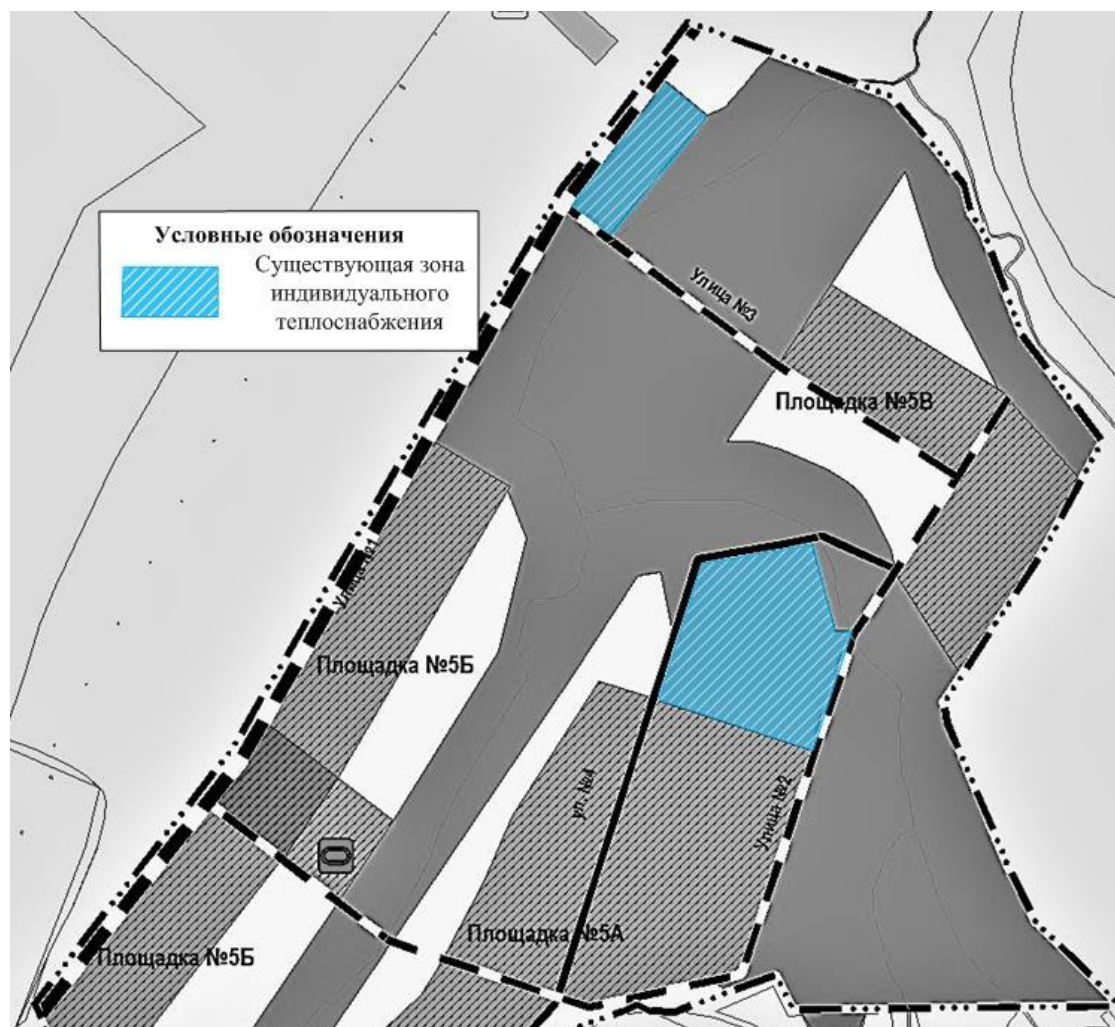 Условные обозначения
Существующая зона
индивидуального
теплоснабжения
Улица №3
Площадка №5В
Улица №1
Площадка №5Б
ул. №4
Улица №2
Площадка №5А
Площадка №5Б